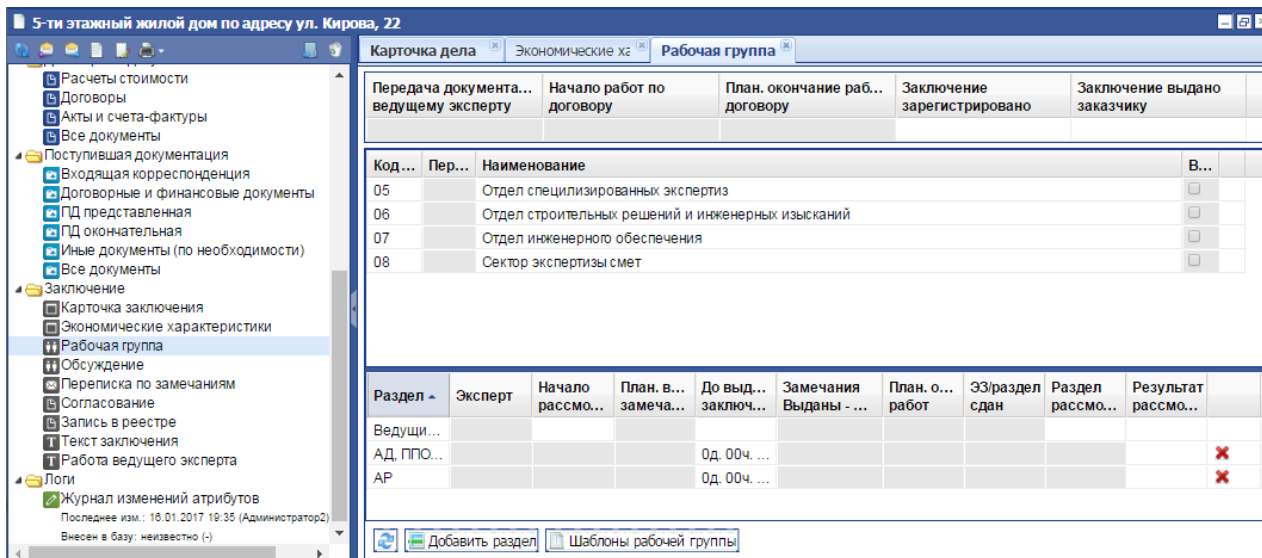 5-ти этажный жилой дом по адресу ул. Кирова, 22
Расчеты стоимости
Договоры
Акты и счета-фактуры
Все документы
Поступившая документация
Входящая корреспонденция
Договорные и финансовые документы
ПД представленная
ПД окончательная
Иные документы (по необходимости)
Все документы
Заключение
Карточка заключения
Экономические характеристики
Рабочая группа
Обсуждение
Переписка по замечаниям
Согласование
Запись в реестре
Текст заключения
Работа ведущего эксперта
Логи
Журнал изменений атрибутов
Последнее изм.: 16.01.2017 19:35 (Администратор2)
Внесен в базу: неизвестно (-)
Карточка дела Экономические ха Рабочая группа
Передача документа... Начало работ по План. окончание раб... Заключение Заключение выдано
ведущему эксперту договору договору зарегистрировано заказчику
Код... Пер... Наименование В...
05 Отдел специлизированных экспертиз
06 Отдел строительных решений и инженерных изысканий
07 Отдел инженерного обеспечения
08 Сектор экспертизы смет
Раздел Эксперт Начало План. в... До выд... Замечания План. о... ЭЗ/раздел Раздел Результат
рассмо... замеча... заключ... Выданы - ... работ сдан рассмо... рассмо...
Ведущи...
АД, ППО... 0д. 00ч. ...
АР 0д. 00ч. ...
Добавить раздел Шаблоны рабочей группы